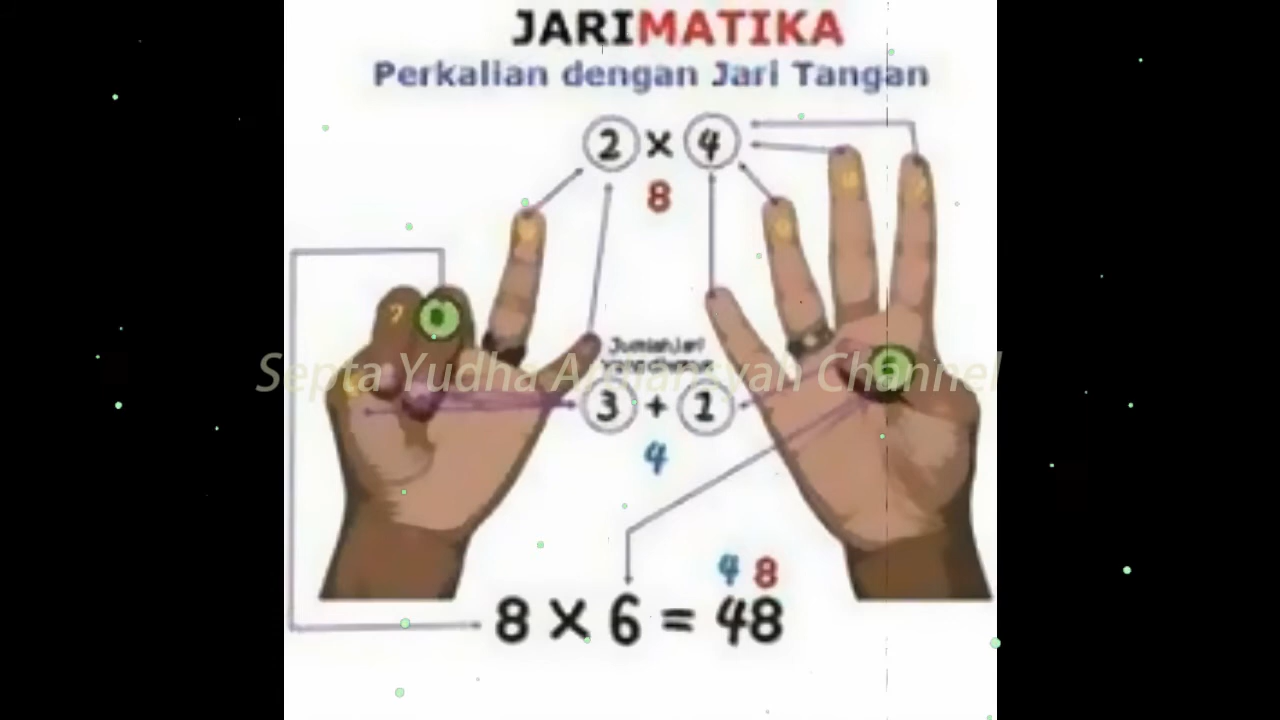 JARIMATIKA
Perkalian dengan Jari Tangan
2 x 4
8
7
Septa Yudha Channel
3 + 1
4
4 8
8 X 6 = 48